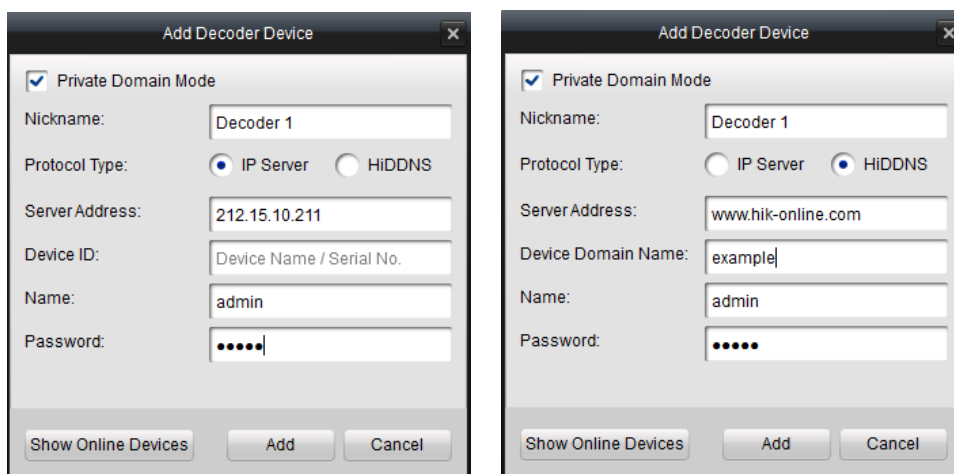 Add Decoder Device
Private Domain Mode
Nickname: Decoder 1
Protocol Type: IP Server HiDDNS
Server Address: 212.15.10.211
Device ID: Device Name / Serial No.
Name: admin
Password: •••••
Show Online Devices Add Cancel
Add Decoder Device
Private Domain Mode
Nickname: Decoder 1
Protocol Type: IP Server HiDDNS
Server Address: www.hik-online.com
Device Domain Name: example
Name: admin
Password: •••••
Show Online Devices Add Cancel